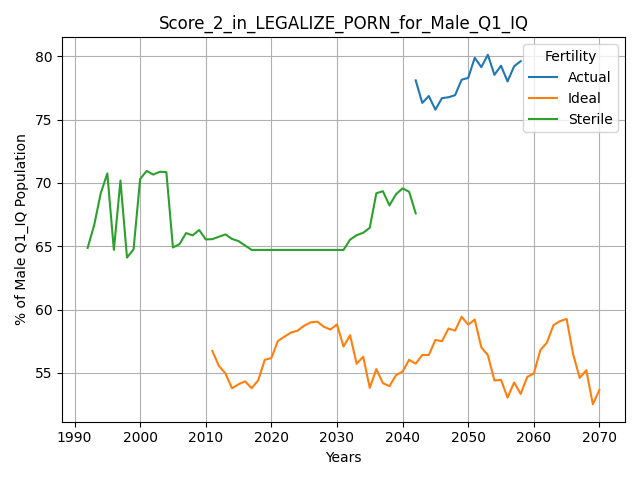 Score_2_in_LEGALIZE_PORN_for_Male_Q1_IQ
% of Male Q1_IQ Population
80
75
70
65
60
55
Fertility
Actual
Ideal
Sterile
1990 2000 2010 2020 2030 2040 2050 2060 2070
Years